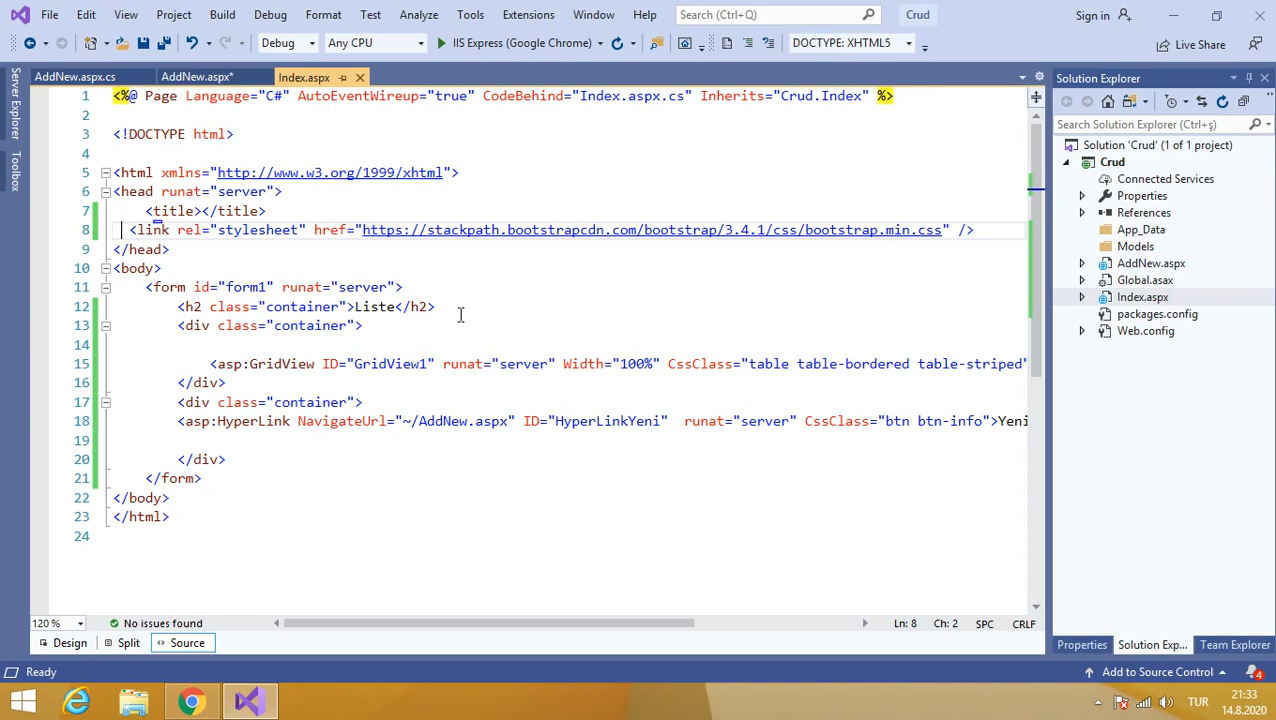 File Edit View Project Build Debug Format Test Analyze Tools Extensions Window Help Search (Ctrl+Q) Crud Sign in
Debug Any CPU IIS Express (Google Chrome) DOCTYPE: XHTML5 Live Share
Server Explorer
Toolbox
AddNew.aspx.cs AddNew.aspx* Index.aspx
1 <%@ Page Language="C#" AutoEventWireup="true" CodeBehind="Index.aspx.cs" Inherits="Crud.Index" %>
2
3 <!DOCTYPE html>
4
5 <html xmlns="http://www.w3.org/1999/xhtml">
6 <head runat="server">
7 <title></title>
8 <link rel="stylesheet" href="https://stackpath.bootstrapcdn.com/bootstrap/3.4.1/css/bootstrap.min.css" />
9 </head>
10 <body>
11 <form id="form1" runat="server">
12 <h2 class="container">Liste</h2>
13 <div class="container">
14
15 <asp:GridView ID="GridView1" runat="server" Width="100%" CssClass="table table-bordered table-striped"
16 </div>
17 <div class="container">
18 <asp:HyperLink NavigateUrl="~/AddNew.aspx" ID="HyperLinkYeni" runat="server" CssClass="btn btn-info">Yeni
19
20 </div>
21 </form>
22 </body>
23 </html>
24
120 % No issues found Ln: 8 Ch: 2 SPC CRLF
Design Split Source
Solution Explorer
Search Solution Explorer (Ctrl+ş)
Solution 'Crud' (1 of 1 project)
Crud
Connected Services
Properties
References
App_Data
Models
AddNew.aspx
Global.asax
Index.aspx
packages.config
Web.config
Properties Solution Exp... Team Explorer
Ready Add to Source Control 4
TUR
21:33
14.8.2020